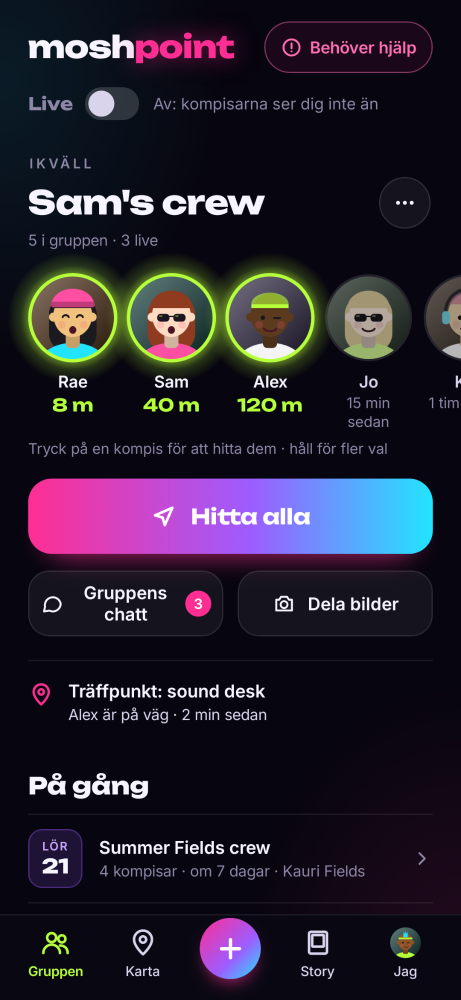 moshpoint
Behöver hjälp
Live
Av: kompisarna ser dig inte än
IKVÄLL
Sam's crew
5 i gruppen · 3 live
Rae
8 m
Sam
40 m
Alex
120 m
Jo
15 min
sedan
1 tim
Tryck på en kompis för att hitta dem · håll för fler val
Hitta alla
Gruppens
chatt
3
Dela bilder
Träffpunkt: sound desk
Alex är på väg · 2 min sedan
På gång
LÖR
21
Summer Fields crew
4 kompisar · om 7 dagar · Kauri Fields
Gruppen
Karta
Story
Jag